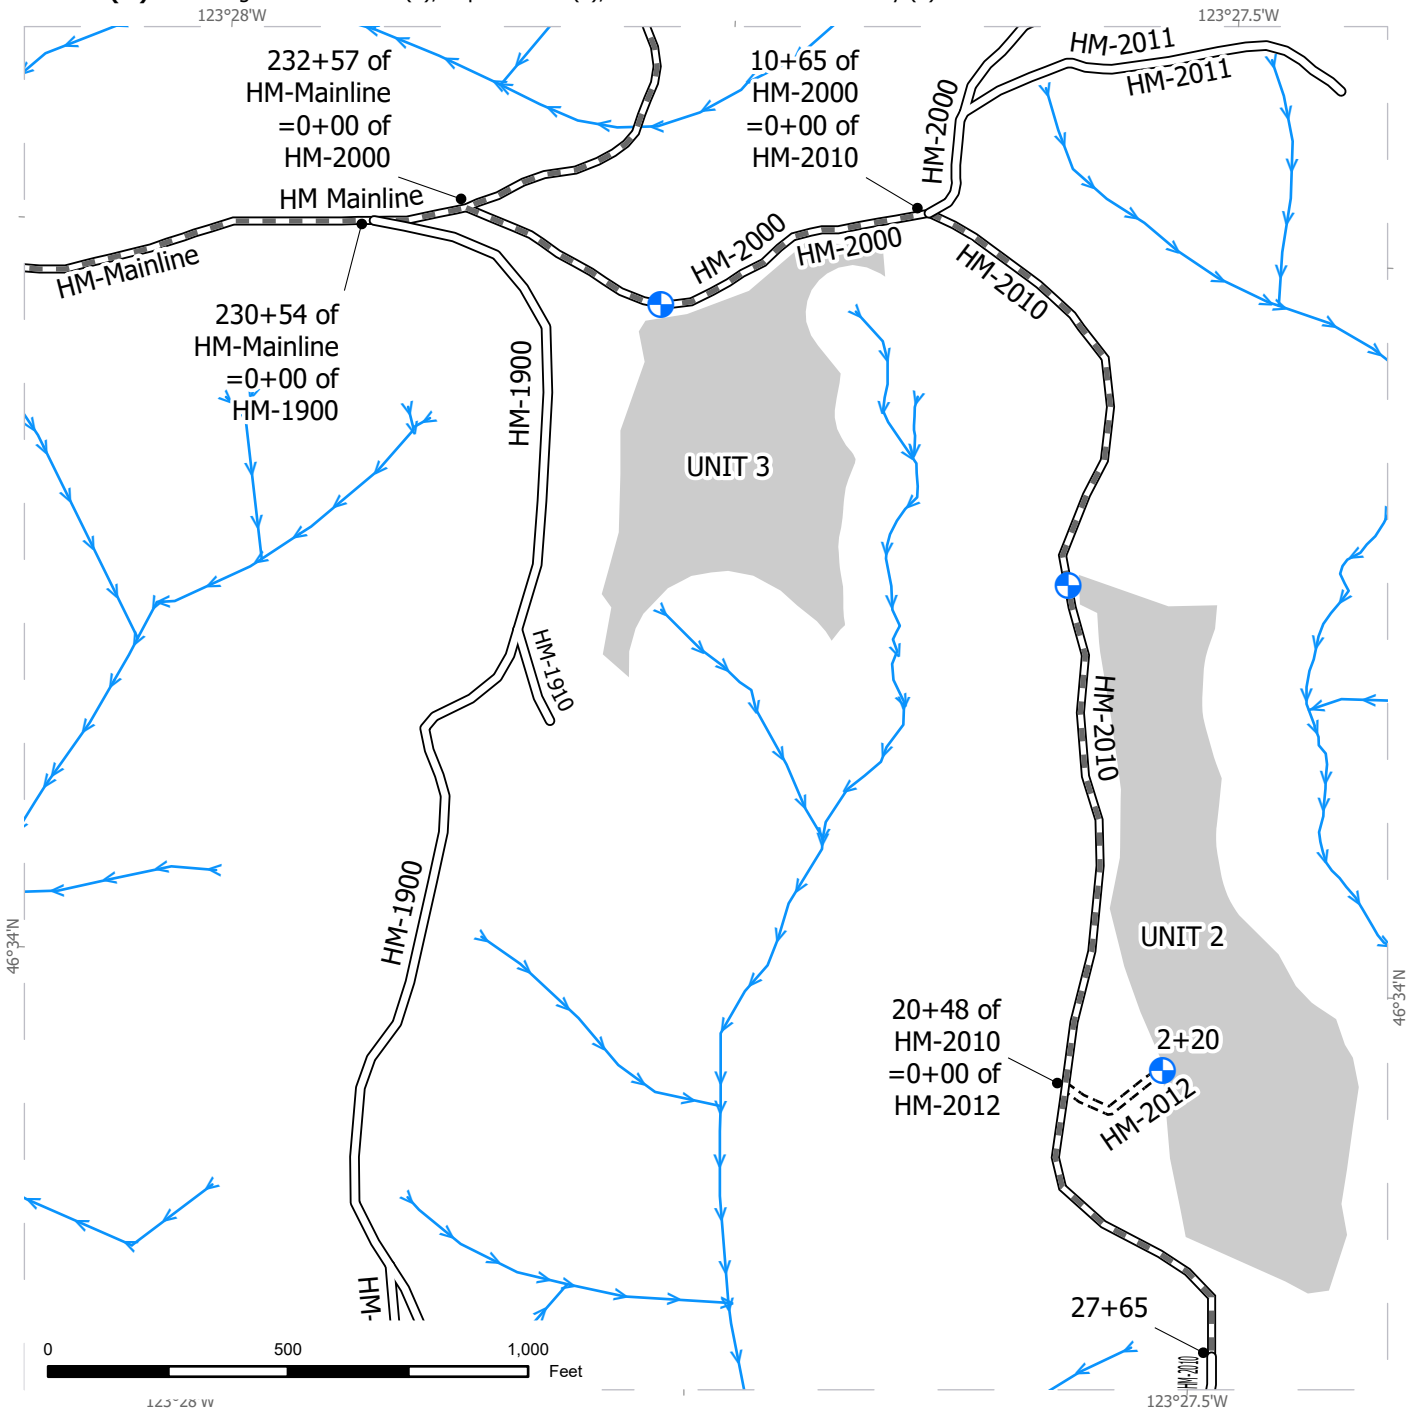 123°28'W
123°27.5'W
232+57 of
HM-Mainline
=0+00 of
HM-2000
10+65 of
HM-2000
=0+00 of
HM-2010
HM-2011
HM-2011
HM-2000
HM Mainline
HM-Mainline
HM-2000
HM-2000
HM-2010
230+54 of
HM-Mainline
=0+00 of
HM-1900
HM-1900
UNIT 3
HM-1910
HM-2010
HM-1900
UNIT 2
46°34'N
46°34'N
20+48 of
HM-2010
=0+00 of
HM-2012
2+20
HM-2012
HM-
27+65
HM-2010
0 500 1,000
Feet
123°28'W
123°27.5'W